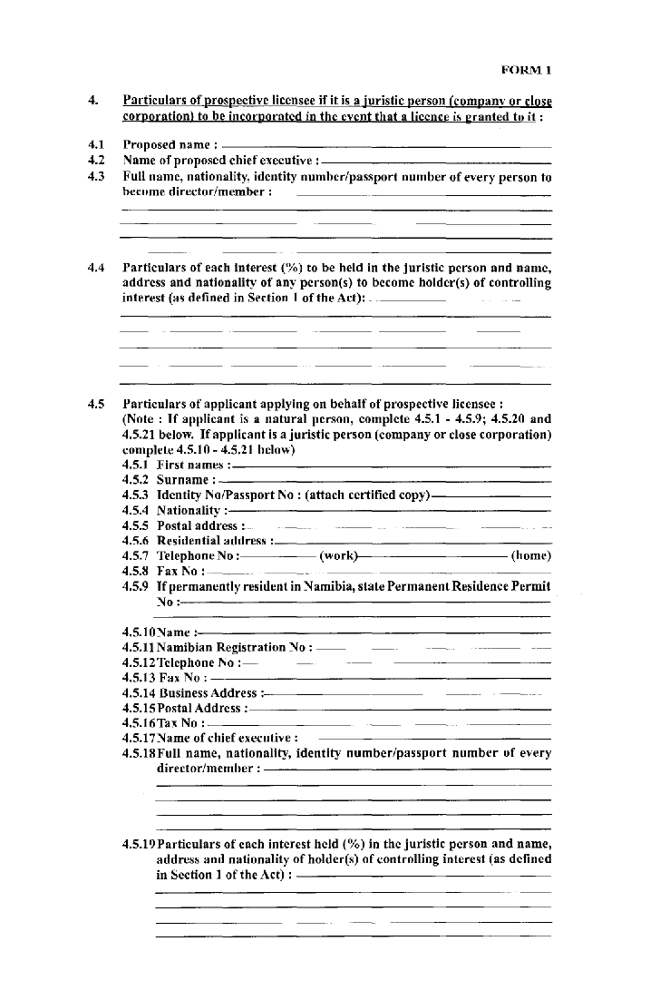 FORM 1
4. Particulars of prospective licensee if it is a juristic person (company or close
corporation) to be incorporated in the event that a licence is granted to it :
4.1 Proposed name :
4.2 Name of proposed chief executive :
4.3 Full name, nationality, identity number/passport number of every person to
become director/member :
4.4 Particulars of each interest (%) to be held in the juristic person and name,
address and nationality of any person(s) to become holder(s) of controlling
interest (as defined in Section 1 of the Act):
4.5 Particulars of applicant applying on behalf of prospective licensee :
(Note : If applicant is a natural person, complete 4.5.1 - 4.5.9; 4.5.20 and
4.5.21 below. If applicant is a juristic person (company or close corporation)
complete 4.5.10 - 4.5.21 below)
4.5.1 First names :
4.5.2 Surname :
4.5.3 Identity No/Passport No : (attach certified copy)
4.5.4 Nationality :
4.5.5 Postal address :
4.5.6 Residential address :
4.5.7 Telephone No : (work) (home)
4.5.8 Fax No :
4.5.9 If permanently resident in Namibia, state Permanent Residence Permit
No :
4.5.10 Name :
4.5.11 Namibian Registration No :
4.5.12 Telephone No :
4.5.13 Fax No :
4.5.14 Business Address :
4.5.15 Postal Address :
4.5.16 Tax No :
4.5.17 Name of chief executive :
4.5.18 Full name, nationality, identity number/passport number of every
director/member :
4.5.19 Particulars of each interest held (%) in the juristic person and name,
address and nationality of holder(s) of controlling interest (as defined
in Section 1 of the Act) :